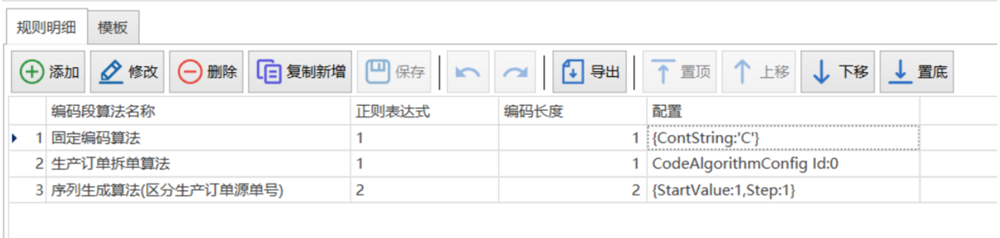 规则明细 模板
添加 修改 删除 复制新增 保存 导出 置顶 上移 下移 置底
编码段算法名称 正则表达式 编码长度 配置
1 固定编码算法 1 1 {ContString:'C'}
2 生产订单拆单算法 1 1 CodeAlgorithmConfig Id:0
3 序列生成算法(区分生产订单源单号) 2 2 {StartValue:1,Step:1}